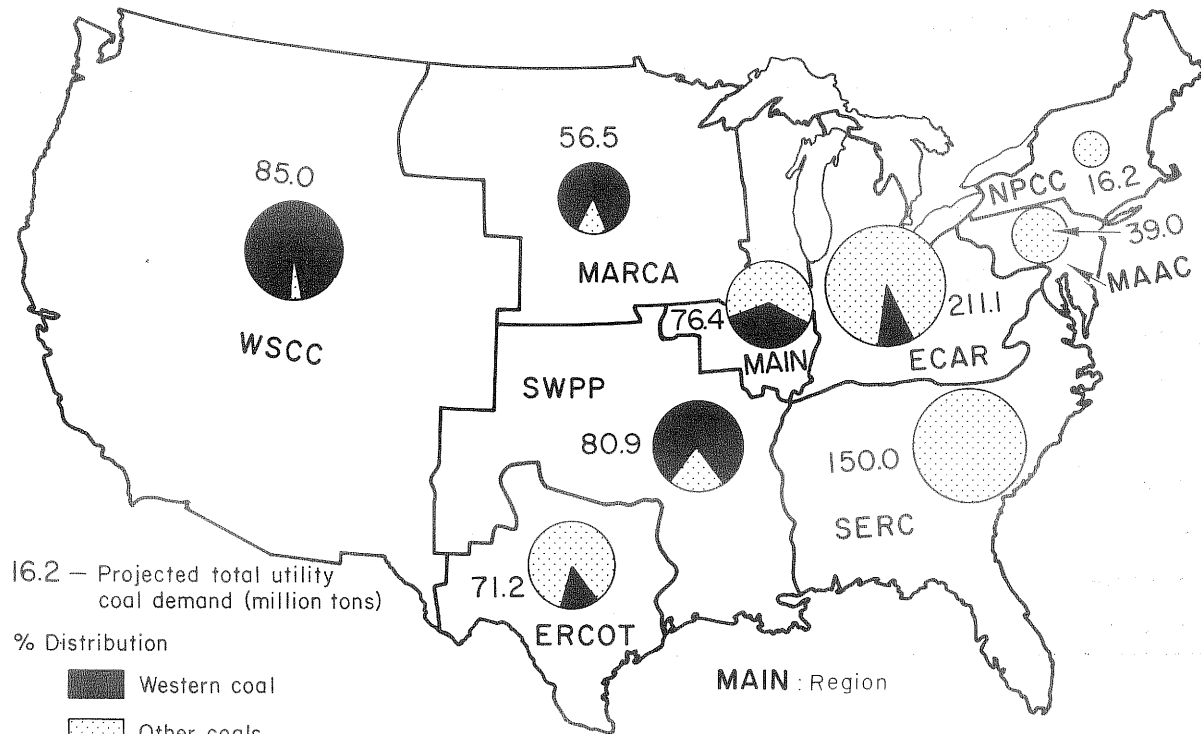 85.0
WSCC
56.5
MARCA
NPCC
16.2
39.0
MAAC
76.4
MAIN
211.1
ECAR
SWPP
80.9
150.0
SERC
71.2
ERCOT
16.2 — Projected total utility
coal demand (million tons)
% Distribution
Western coal
Other coals
MAIN : Region